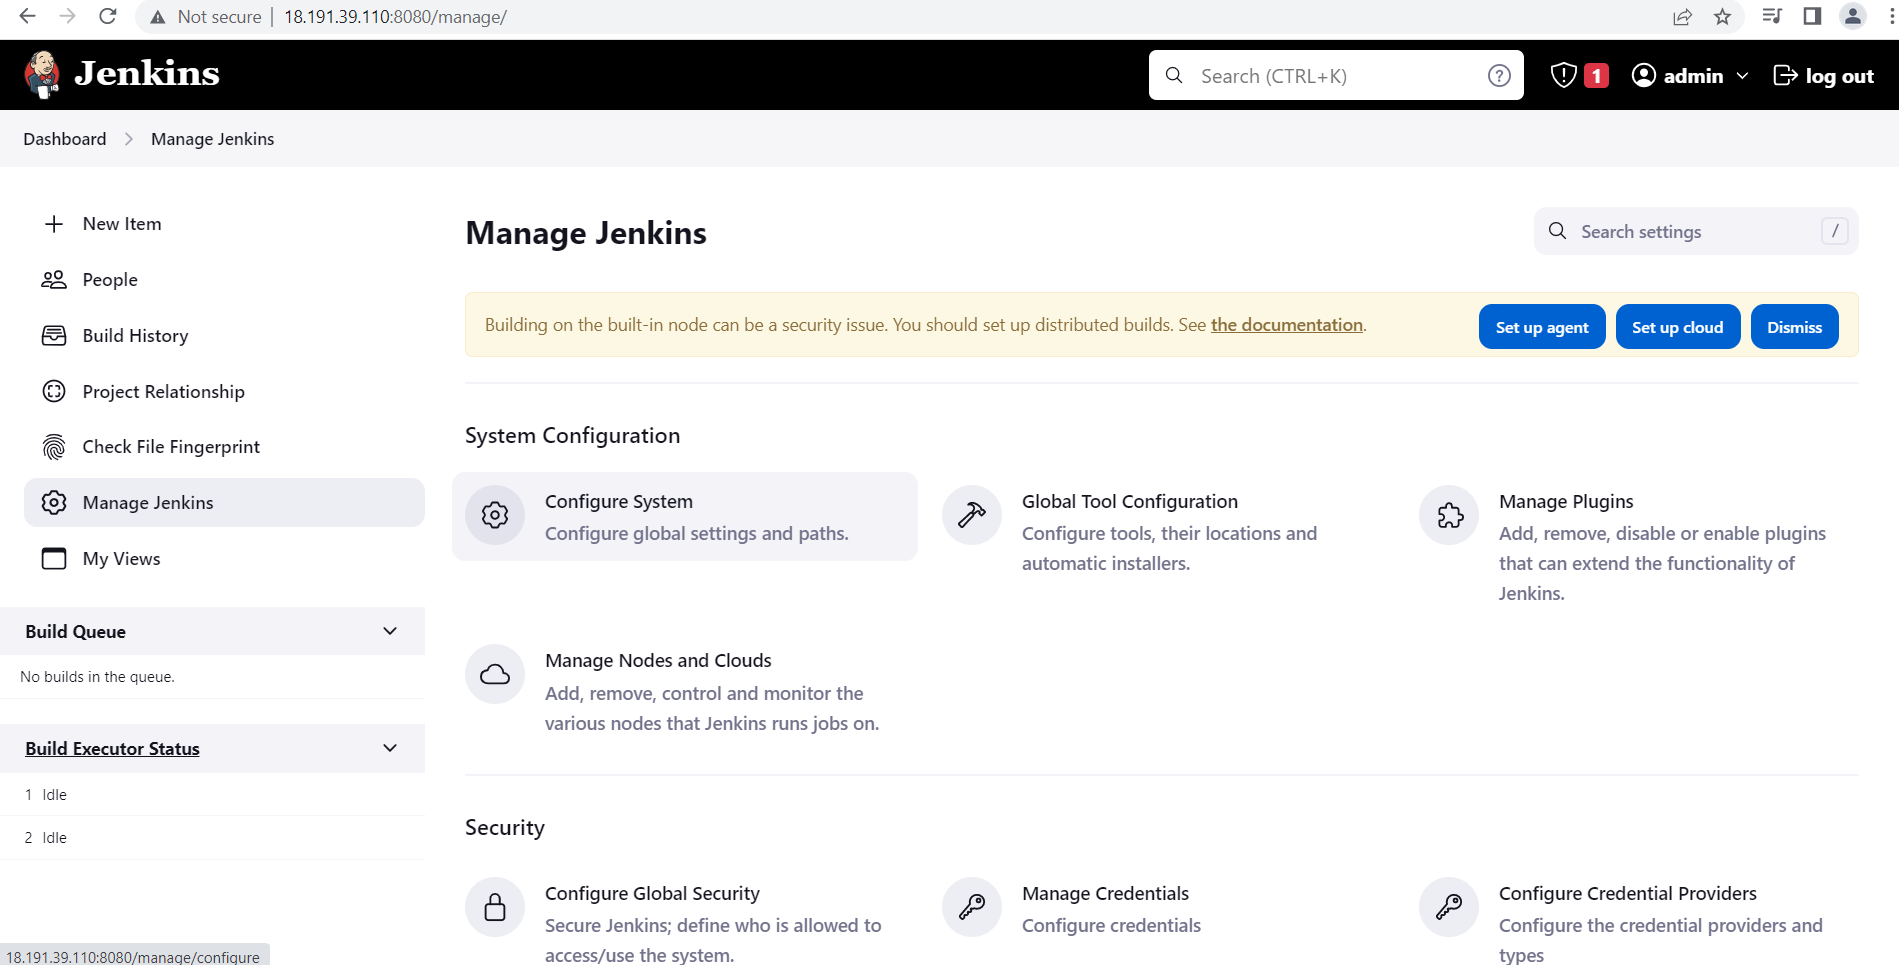 Not secure | 18.191.39.110:8080/manage/
Jenkins
Search (CTRL+K)
?
1
admin
log out
Dashboard
Manage Jenkins
New Item
People
Build History
Project Relationship
Check File Fingerprint
Manage Jenkins
My Views
Build Queue
No builds in the queue.
Build Executor Status
1 Idle
2 Idle
Manage Jenkins
Search settings
/
Building on the built-in node can be a security issue. You should set up distributed builds. See the documentation.
Set up agent
Set up cloud
Dismiss
System Configuration
Configure System
Configure global settings and paths.
Global Tool Configuration
Configure tools, their locations and
automatic installers.
Manage Plugins
Add, remove, disable or enable plugins
that can extend the functionality of
Jenkins.
Manage Nodes and Clouds
Add, remove, control and monitor the
various nodes that Jenkins runs jobs on.
Security
Configure Global Security
Secure Jenkins; define who is allowed to
access/use the system.
Manage Credentials
Configure credentials
Configure Credential Providers
Configure the credential providers and
types
18.191.39.110:8080/manage/configure